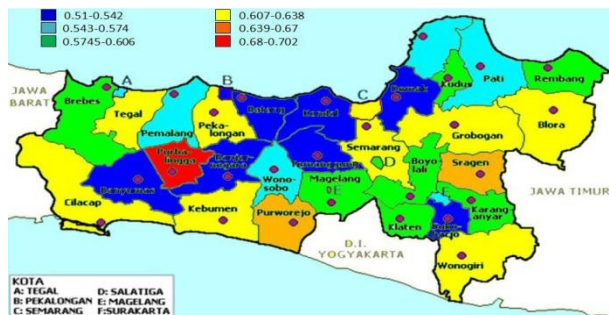 0.51-0.542
0.543-0.574
0.5745-0.606
0.607-0.638
0.639-0.67
0.68-0.702
JAWA
BARAT
A
B
C
Brebes
Tegal
Pemalang
Peka-
longan
Batang
Kendal
Demak
Kudus
Pati
Rembang
Blora
Grobogan
Semarang
D
Purba-
lingga
Banjar-
negara
Banyumas
Cilacap
Kebumen
Wono-
sobo
Temanggung
Magelang
E
Purworejo
Boyo-
lali
Sragen
F
Karang-
anyar
Klaten
Suko-
harjo
Wonogiri
D.I.
YOGYAKARTA
JAWA TIMUR
KOTA
A: TEGAL D: SALATIGA
B: PEKALONGAN E: MAGELANG
C: SEMARANG F:SURAKARTA